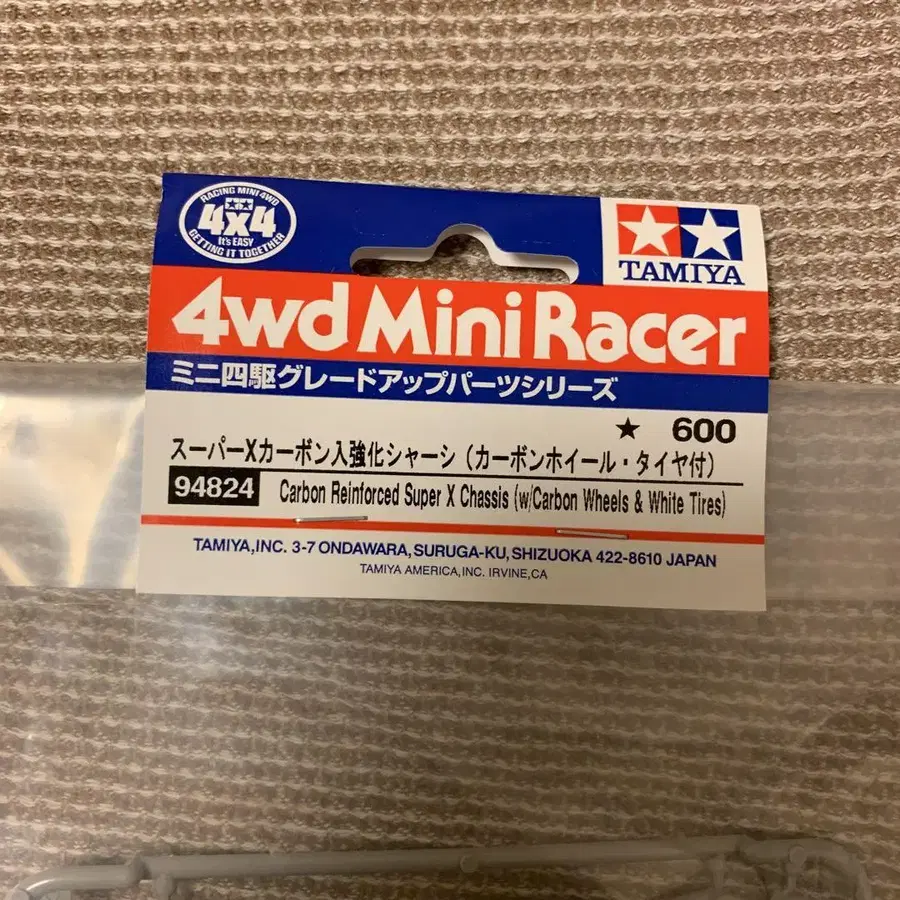 RACING MINI 4WD
4x4
It's EASY
GETTING IT TOGETHER
TAMIYA
4wd Mini Racer
ミニ四駆グレードアップパーツシリーズ
★ 600
スーパーXカーボン入強化シャーシ（カーボンホイール・タイヤ付）
94824 Carbon Reinforced Super X Chassis (w/Carbon Wheels & White Tires)
TAMIYA,INC. 3-7 ONDAWARA, SURUGA-KU, SHIZUOKA 422-8610 JAPAN
TAMIYA AMERICA,INC. IRVINE,CA